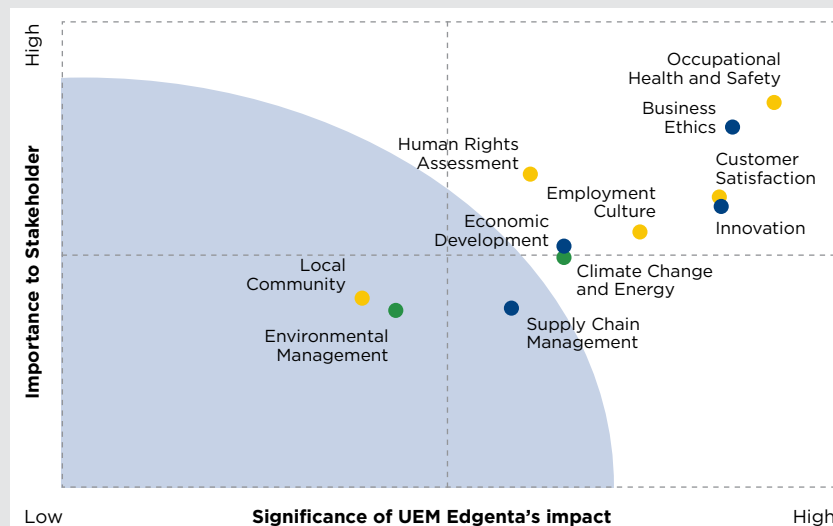 High
Importance to Stakeholder
Occupational
Health and Safety
Business
Ethics
Human Rights
Assessment
Customer
Satisfaction
Employment
Culture
Economic
Development
Innovation
Local
Community
Climate Change
and Energy
Environmental
Management
Supply Chain
Management
Low
Significance of UEM Edgenta's impact
High